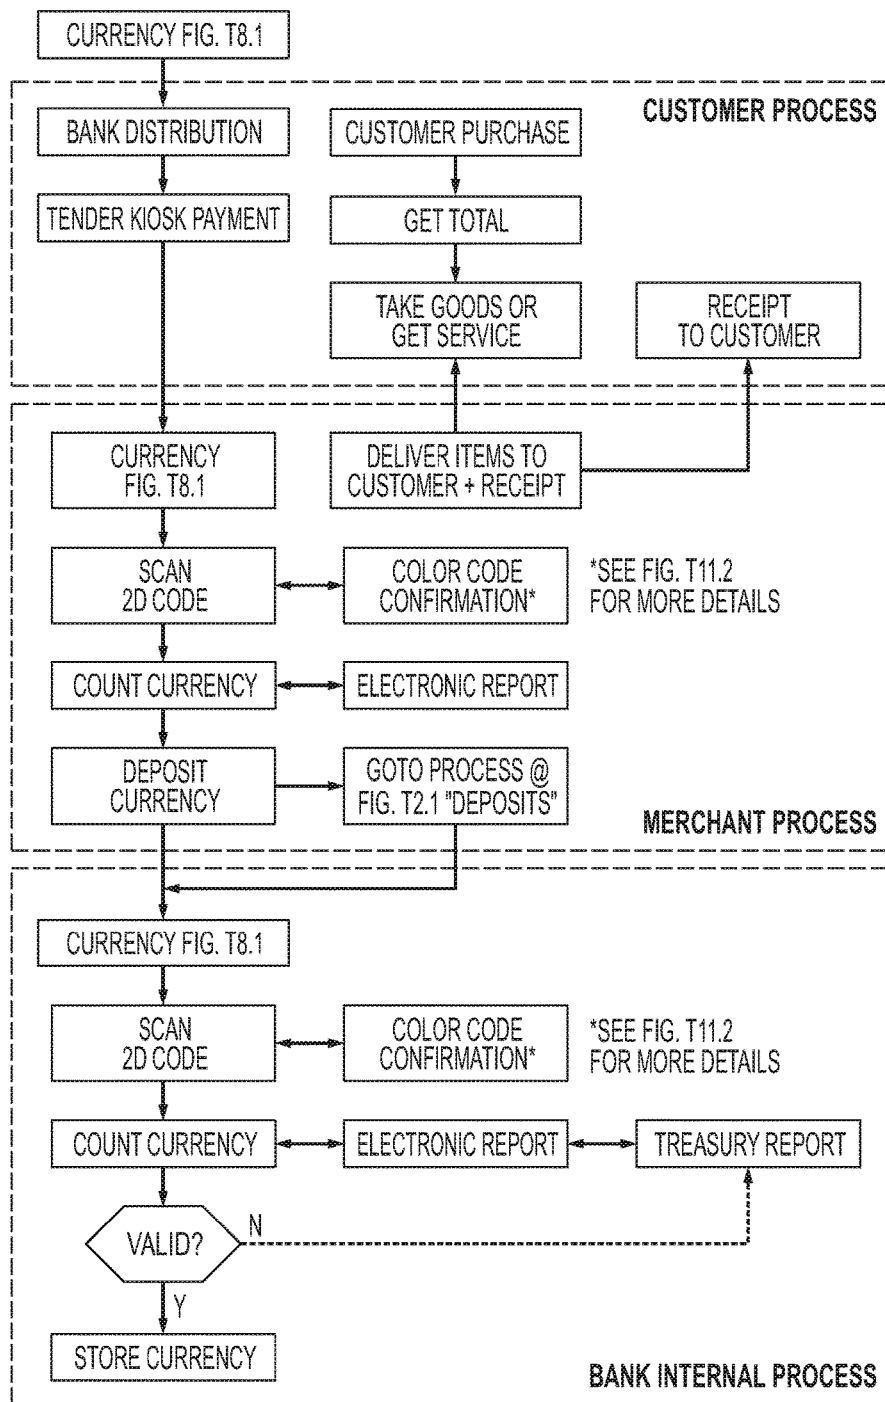 CURRENCY FIG. T8.1
CUSTOMER PROCESS
BANK DISTRIBUTION
CUSTOMER PURCHASE
TENDER KIOSK PAYMENT
GET TOTAL
TAKE GOODS OR
GET SERVICE
RECEIPT
TO CUSTOMER
CURRENCY
FIG. T8.1
DELIVER ITEMS TO
CUSTOMER + RECEIPT
SCAN
2D CODE
COLOR CODE
CONFIRMATION*
*SEE FIG. T11.2
FOR MORE DETAILS
COUNT CURRENCY
ELECTRONIC REPORT
DEPOSIT
CURRENCY
GOTO PROCESS @
FIG. T2.1 "DEPOSITS"
MERCHANT PROCESS
CURRENCY FIG. T8.1
SCAN
2D CODE
COLOR CODE
CONFIRMATION*
*SEE FIG. T11.2
FOR MORE DETAILS
COUNT CURRENCY
ELECTRONIC REPORT
TREASURY REPORT
VALID?
N
Y
STORE CURRENCY
BANK INTERNAL PROCESS